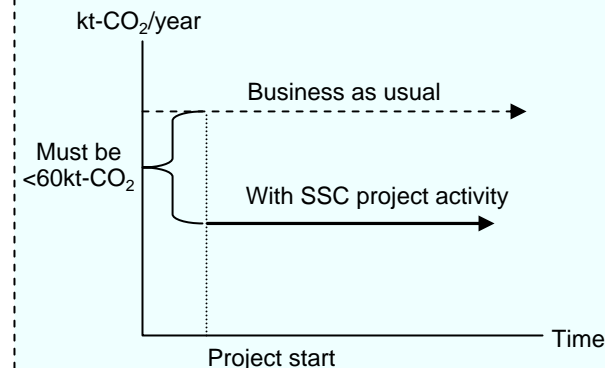 kt-CO₂/year
Business as usual
Must be
<60kt-CO₂
With SSC project activity
Time
Project start